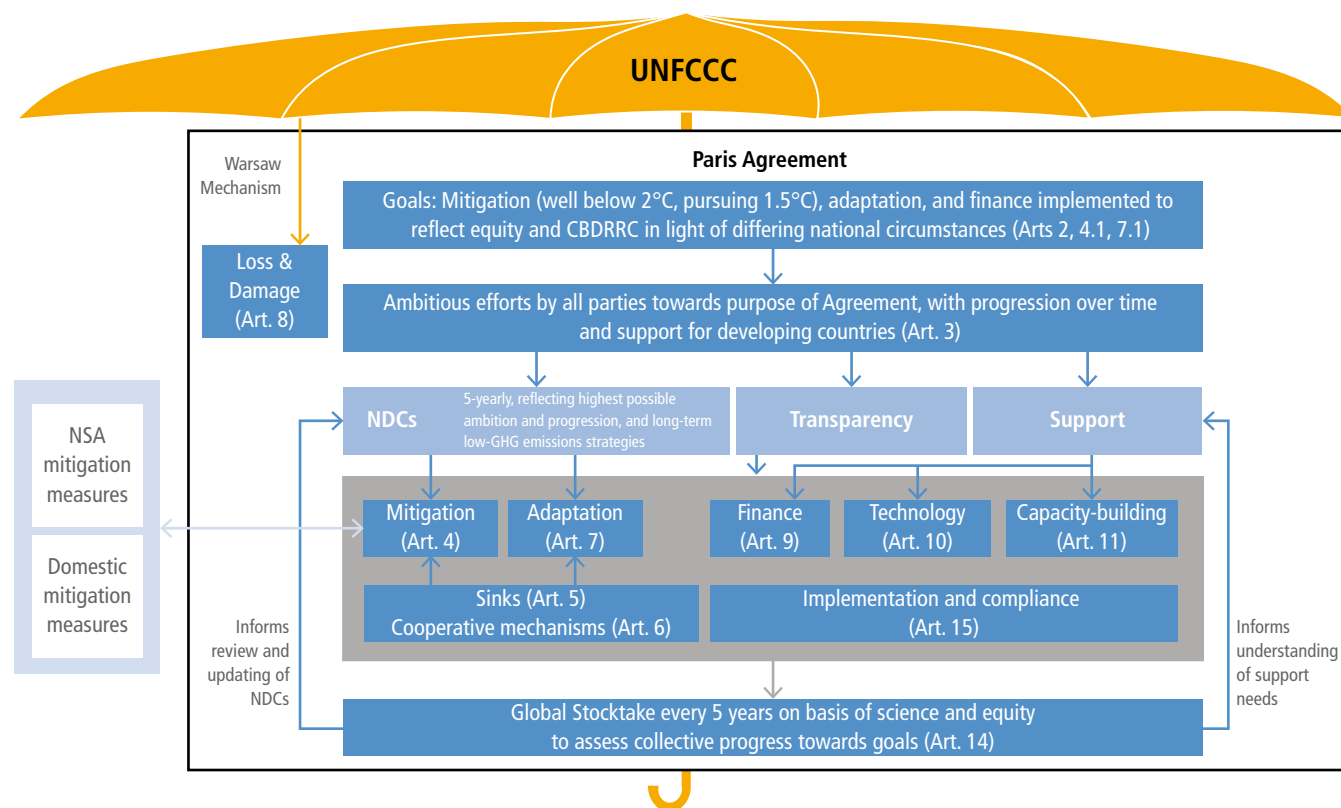 UNFCCC
Paris Agreement
Warsaw
Mechanism
Goals: Mitigation (well below 2°C, pursuing 1.5°C), adaptation, and finance implemented to
reflect equity and CBDRRC in light of differing national circumstances (Arts 2, 4.1, 7.1)
Loss &
Damage
(Art. 8)
Ambitious efforts by all parties towards purpose of Agreement, with progression over time
and support for developing countries (Art. 3)
NDCs
5-yearly, reflecting highest possible
ambition and progression, and long-term
low-GHG emissions strategies
Transparency
Support
NSA
mitigation
measures
Domestic
mitigation
measures
Mitigation
(Art. 4)
Adaptation
(Art. 7)
Finance
(Art. 9)
Technology
(Art. 10)
Capacity-building
(Art. 11)
Sinks (Art. 5)
Cooperative mechanisms (Art. 6)
Implementation and compliance
(Art. 15)
Informs
review and
updating of
NDCs
Informs
understanding
of support
needs
Global Stocktake every 5 years on basis of science and equity
to assess collective progress towards goals (Art. 14)